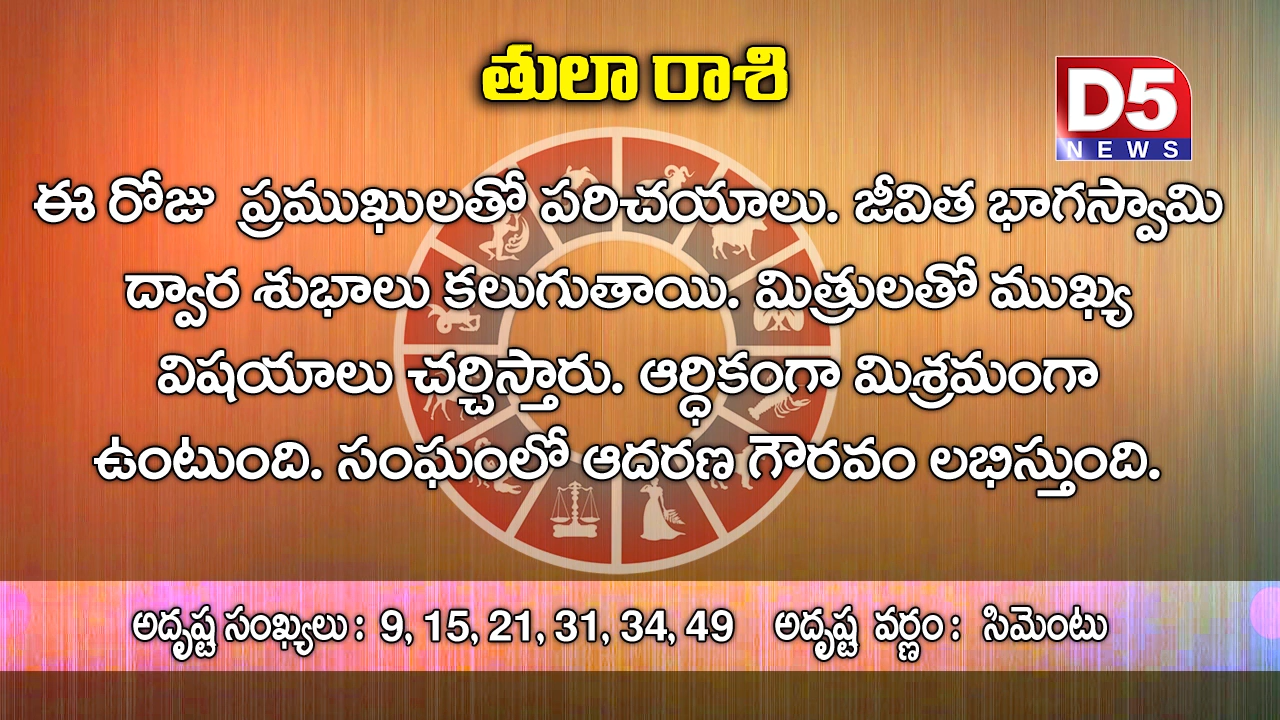 తులా రాశి
D5
NEWS
ఈ రోజు ప్రముఖులతో పరిచయాలు. జీవిత భాగస్వామి
ద్వార శుభాలు కలుగుతాయి. మిత్రులతో ముఖ్య
విషయాలు చర్చిస్తారు. ఆర్ధికంగా మిశ్రమంగా
ఉంటుంది. సంఘంలో ఆదరణ గౌరవం లభిస్తుంది.
అదృష్ట సంఖ్యలు : 9, 15, 21, 31, 34, 49 అదృష్ట వర్ణం : సిమెంటు